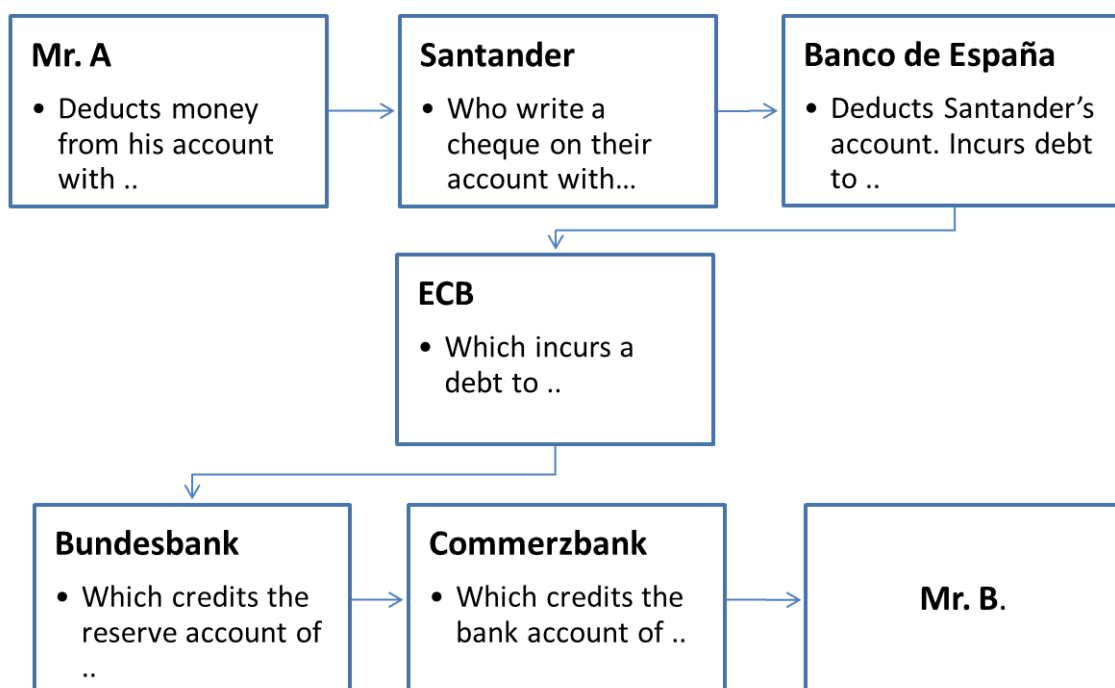 Mr. A
• Deducts money
from his account
with ..
Santander
• Who write a
cheque on their
account with...
Banco de España
• Deducts Santander’s
account. Incurs debt
to ..
ECB
• Which incurs a
debt to ..
Bundesbank
• Which credits the
reserve account of
..
Commerzbank
• Which credits the
bank account of ..
Mr. B.